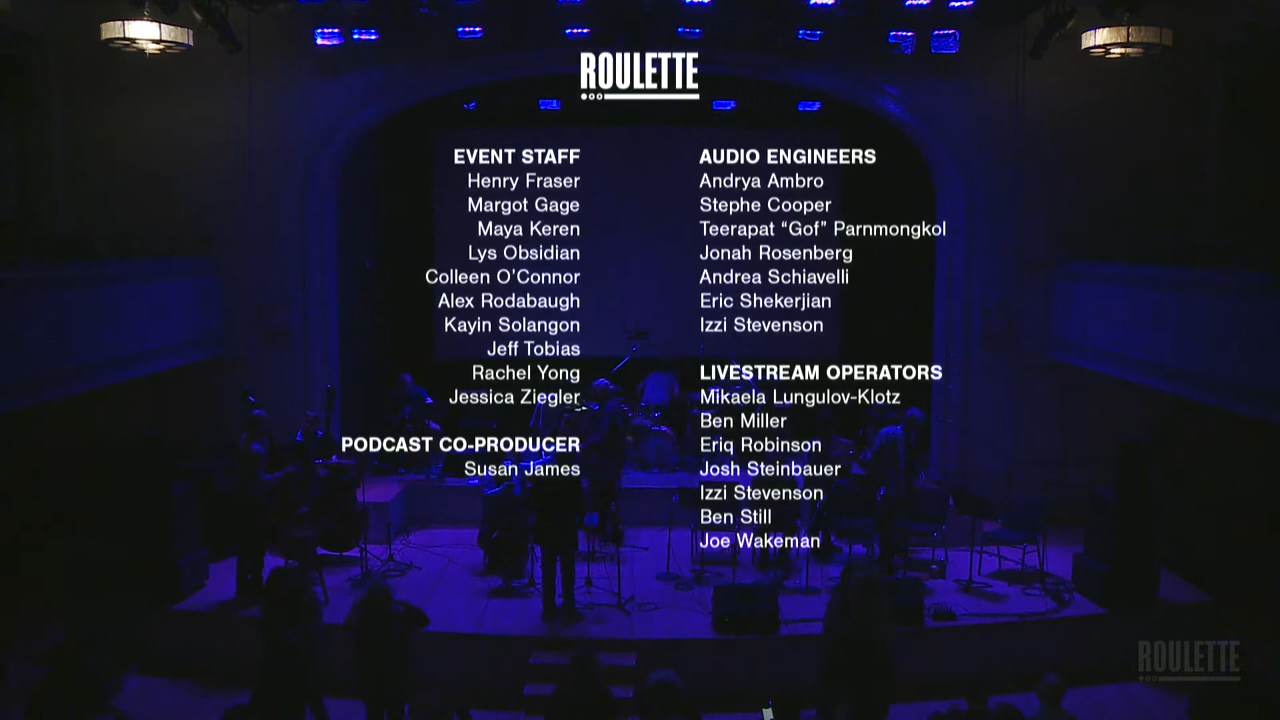 ROULETTE
EVENT STAFF
Henry Fraser
Margot Gage
Maya Keren
Lys Obsidian
Colleen O’Connor
Alex Rodabaugh
Kayin Solangon
Jeff Tobias
Rachel Yong
Jessica Ziegler
PODCAST CO-PRODUCER
Susan James
AUDIO ENGINEERS
Andrya Ambro
Stephe Cooper
Teerapat “Gof” Parnmongkol
Jonah Rosenberg
Andrea Schiavelli
Eric Shekerjian
Izzi Stevenson
LIVESTREAM OPERATORS
Mikaela Lungulov-Klotz
Ben Miller
Eriq Robinson
Josh Steinbauer
Izzi Stevenson
Ben Still
Joe Wakeman
ROULETTE